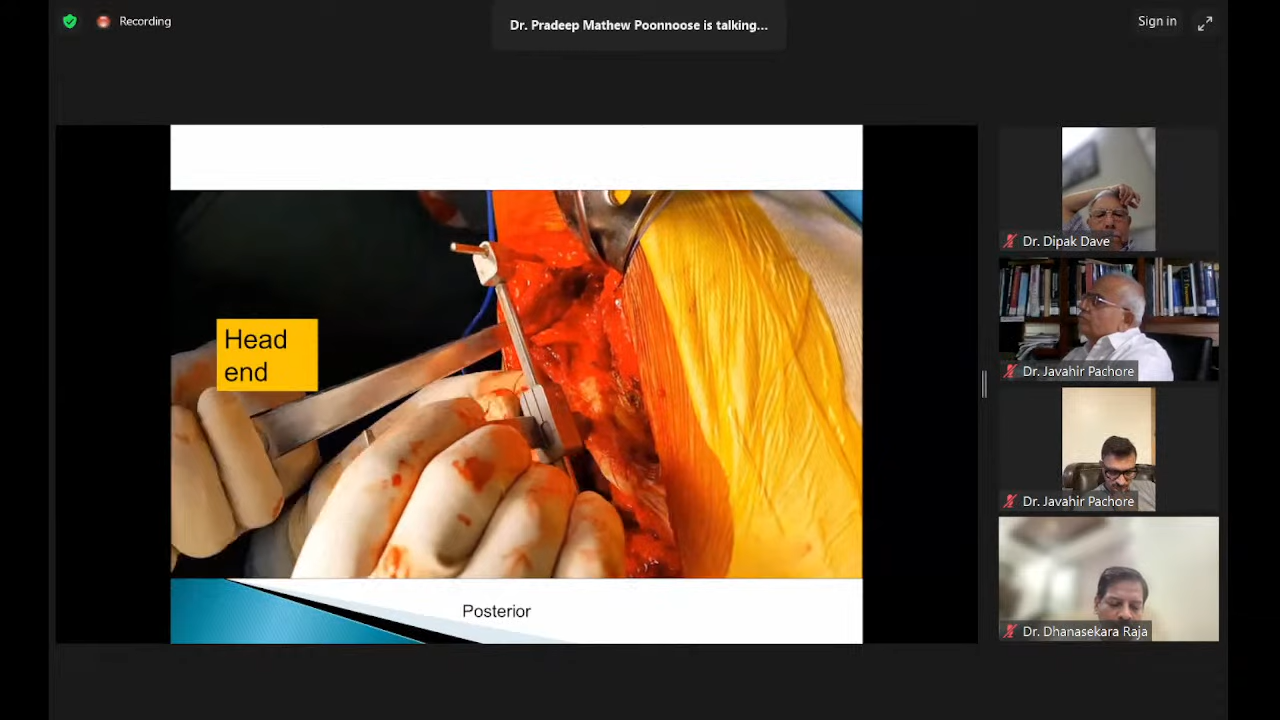 Recording
Dr. Pradeep Mathew Poonnoose is talking...
Sign in
Head
end
Posterior
Dr. Dipak Dave
Dr. Javahir Pachore
Dr. Javahir Pachore
Dr. Dhanasekara Raja